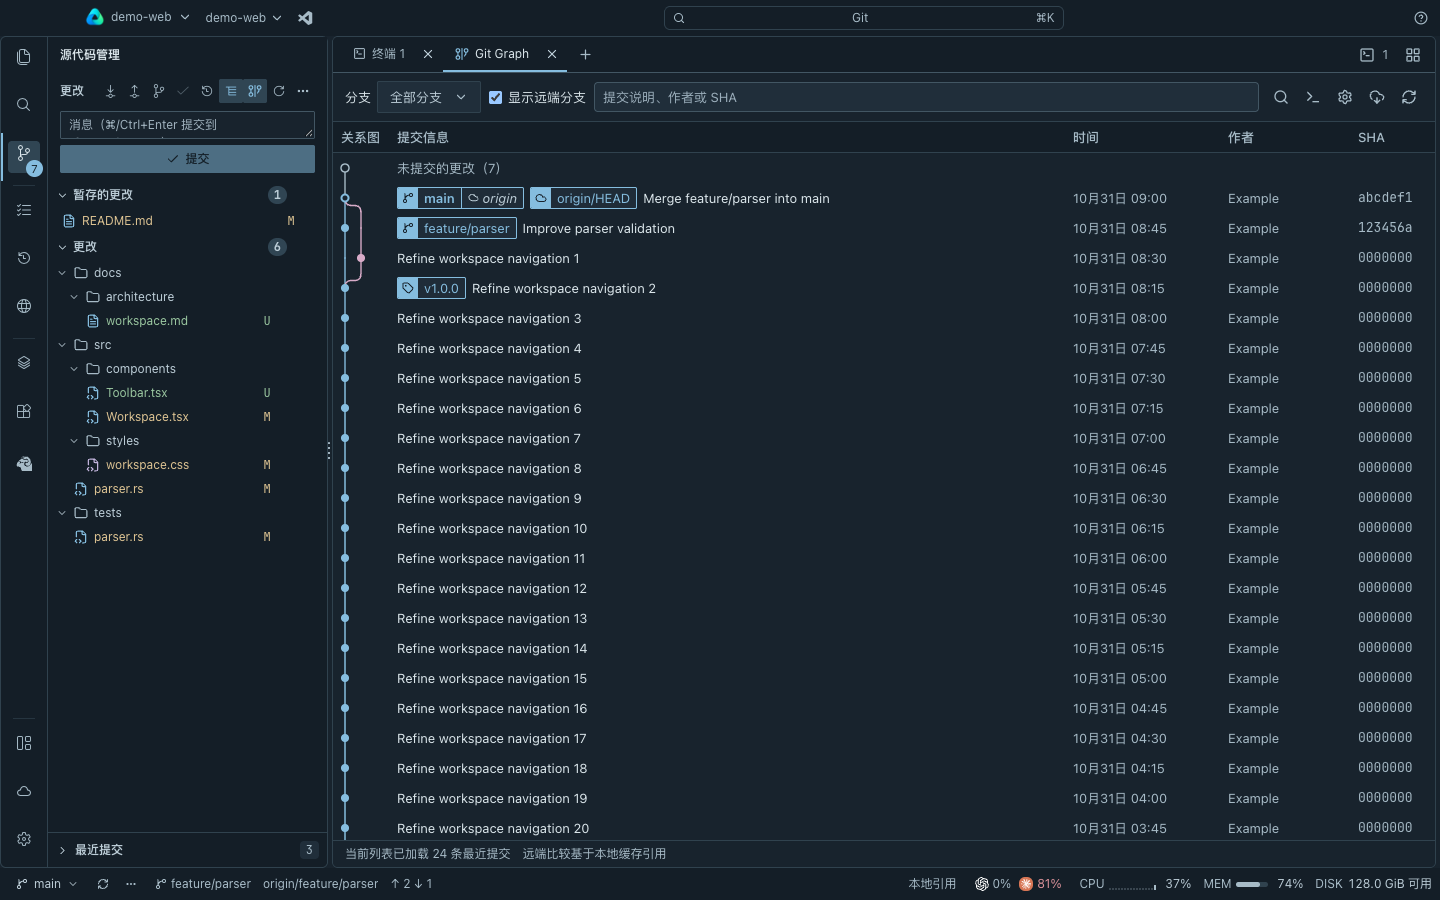 demo-web
demo-web
Git
⌘K
源代码管理
终端 1
Git Graph
1
更改
分支
全部分支
显示远端分支
提交说明、作者或 SHA
消息（⌘/Ctrl+Enter 提交到
提交
7
暂存的更改 1
README.md M
更改 6
docs
architecture
workspace.md U
src
components
Toolbar.tsx U
Workspace.tsx M
styles
workspace.css M
parser.rs M
tests
parser.rs M
最近提交 3
关系图 提交信息 时间 作者 SHA
未提交的更改（7）
main origin origin/HEAD Merge feature/parser into main 10月31日 09:00 Example abcdef1
feature/parser Improve parser validation 10月31日 08:45 Example 123456a
Refine workspace navigation 1 10月31日 08:30 Example 0000000
v1.0.0 Refine workspace navigation 2 10月31日 08:15 Example 0000000
Refine workspace navigation 3 10月31日 08:00 Example 0000000
Refine workspace navigation 4 10月31日 07:45 Example 0000000
Refine workspace navigation 5 10月31日 07:30 Example 0000000
Refine workspace navigation 6 10月31日 07:15 Example 0000000
Refine workspace navigation 7 10月31日 07:00 Example 0000000
Refine workspace navigation 8 10月31日 06:45 Example 0000000
Refine workspace navigation 9 10月31日 06:30 Example 0000000
Refine workspace navigation 10 10月31日 06:15 Example 0000000
Refine workspace navigation 11 10月31日 06:00 Example 0000000
Refine workspace navigation 12 10月31日 05:45 Example 0000000
Refine workspace navigation 13 10月31日 05:30 Example 0000000
Refine workspace navigation 14 10月31日 05:15 Example 0000000
Refine workspace navigation 15 10月31日 05:00 Example 0000000
Refine workspace navigation 16 10月31日 04:45 Example 0000000
Refine workspace navigation 17 10月31日 04:30 Example 0000000
Refine workspace navigation 18 10月31日 04:15 Example 0000000
Refine workspace navigation 19 10月31日 04:00 Example 0000000
Refine workspace navigation 20 10月31日 03:45 Example 0000000
当前列表已加载 24 条最近提交 远端比较基于本地缓存引用
main feature/parser origin/feature/parser ↑ 2 ↓ 1 本地引用 0% 81% CPU 37% MEM 74% DISK 128.0 GiB 可用